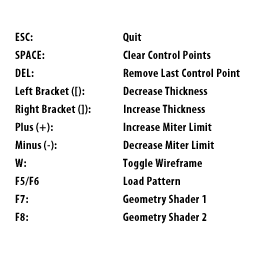 ESC: Quit
SPACE: Clear Control Points
DEL: Remove Last Control Point
Left Bracket ([): Decrease Thickness
Right Bracket (]): Increase Thickness
Plus (+): Increase Miter Limit
Minus (-): Decrease Miter Limit
W: Toggle Wireframe
F5/F6 Load Pattern
F7: Geometry Shader 1
F8: Geometry Shader 2